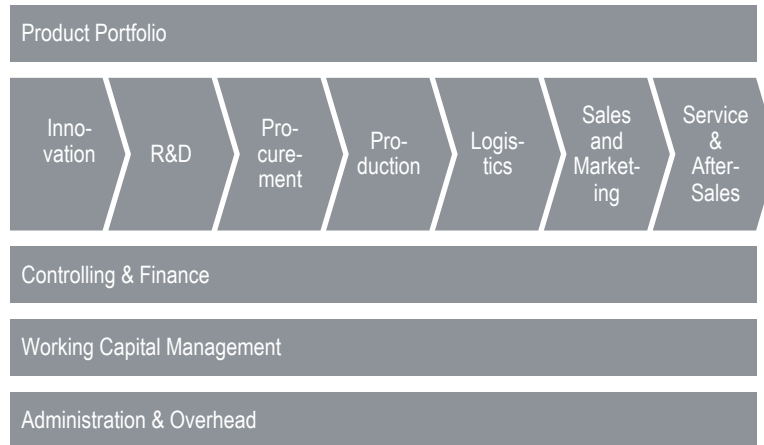 Product Portfolio
Inno-
vation
R&D
Pro-
cure-
ment
Pro-
duction
Logis-
tics
Sales
and
Market-
ing
Service
&
After-
Sales
Controlling & Finance
Working Capital Management
Administration & Overhead